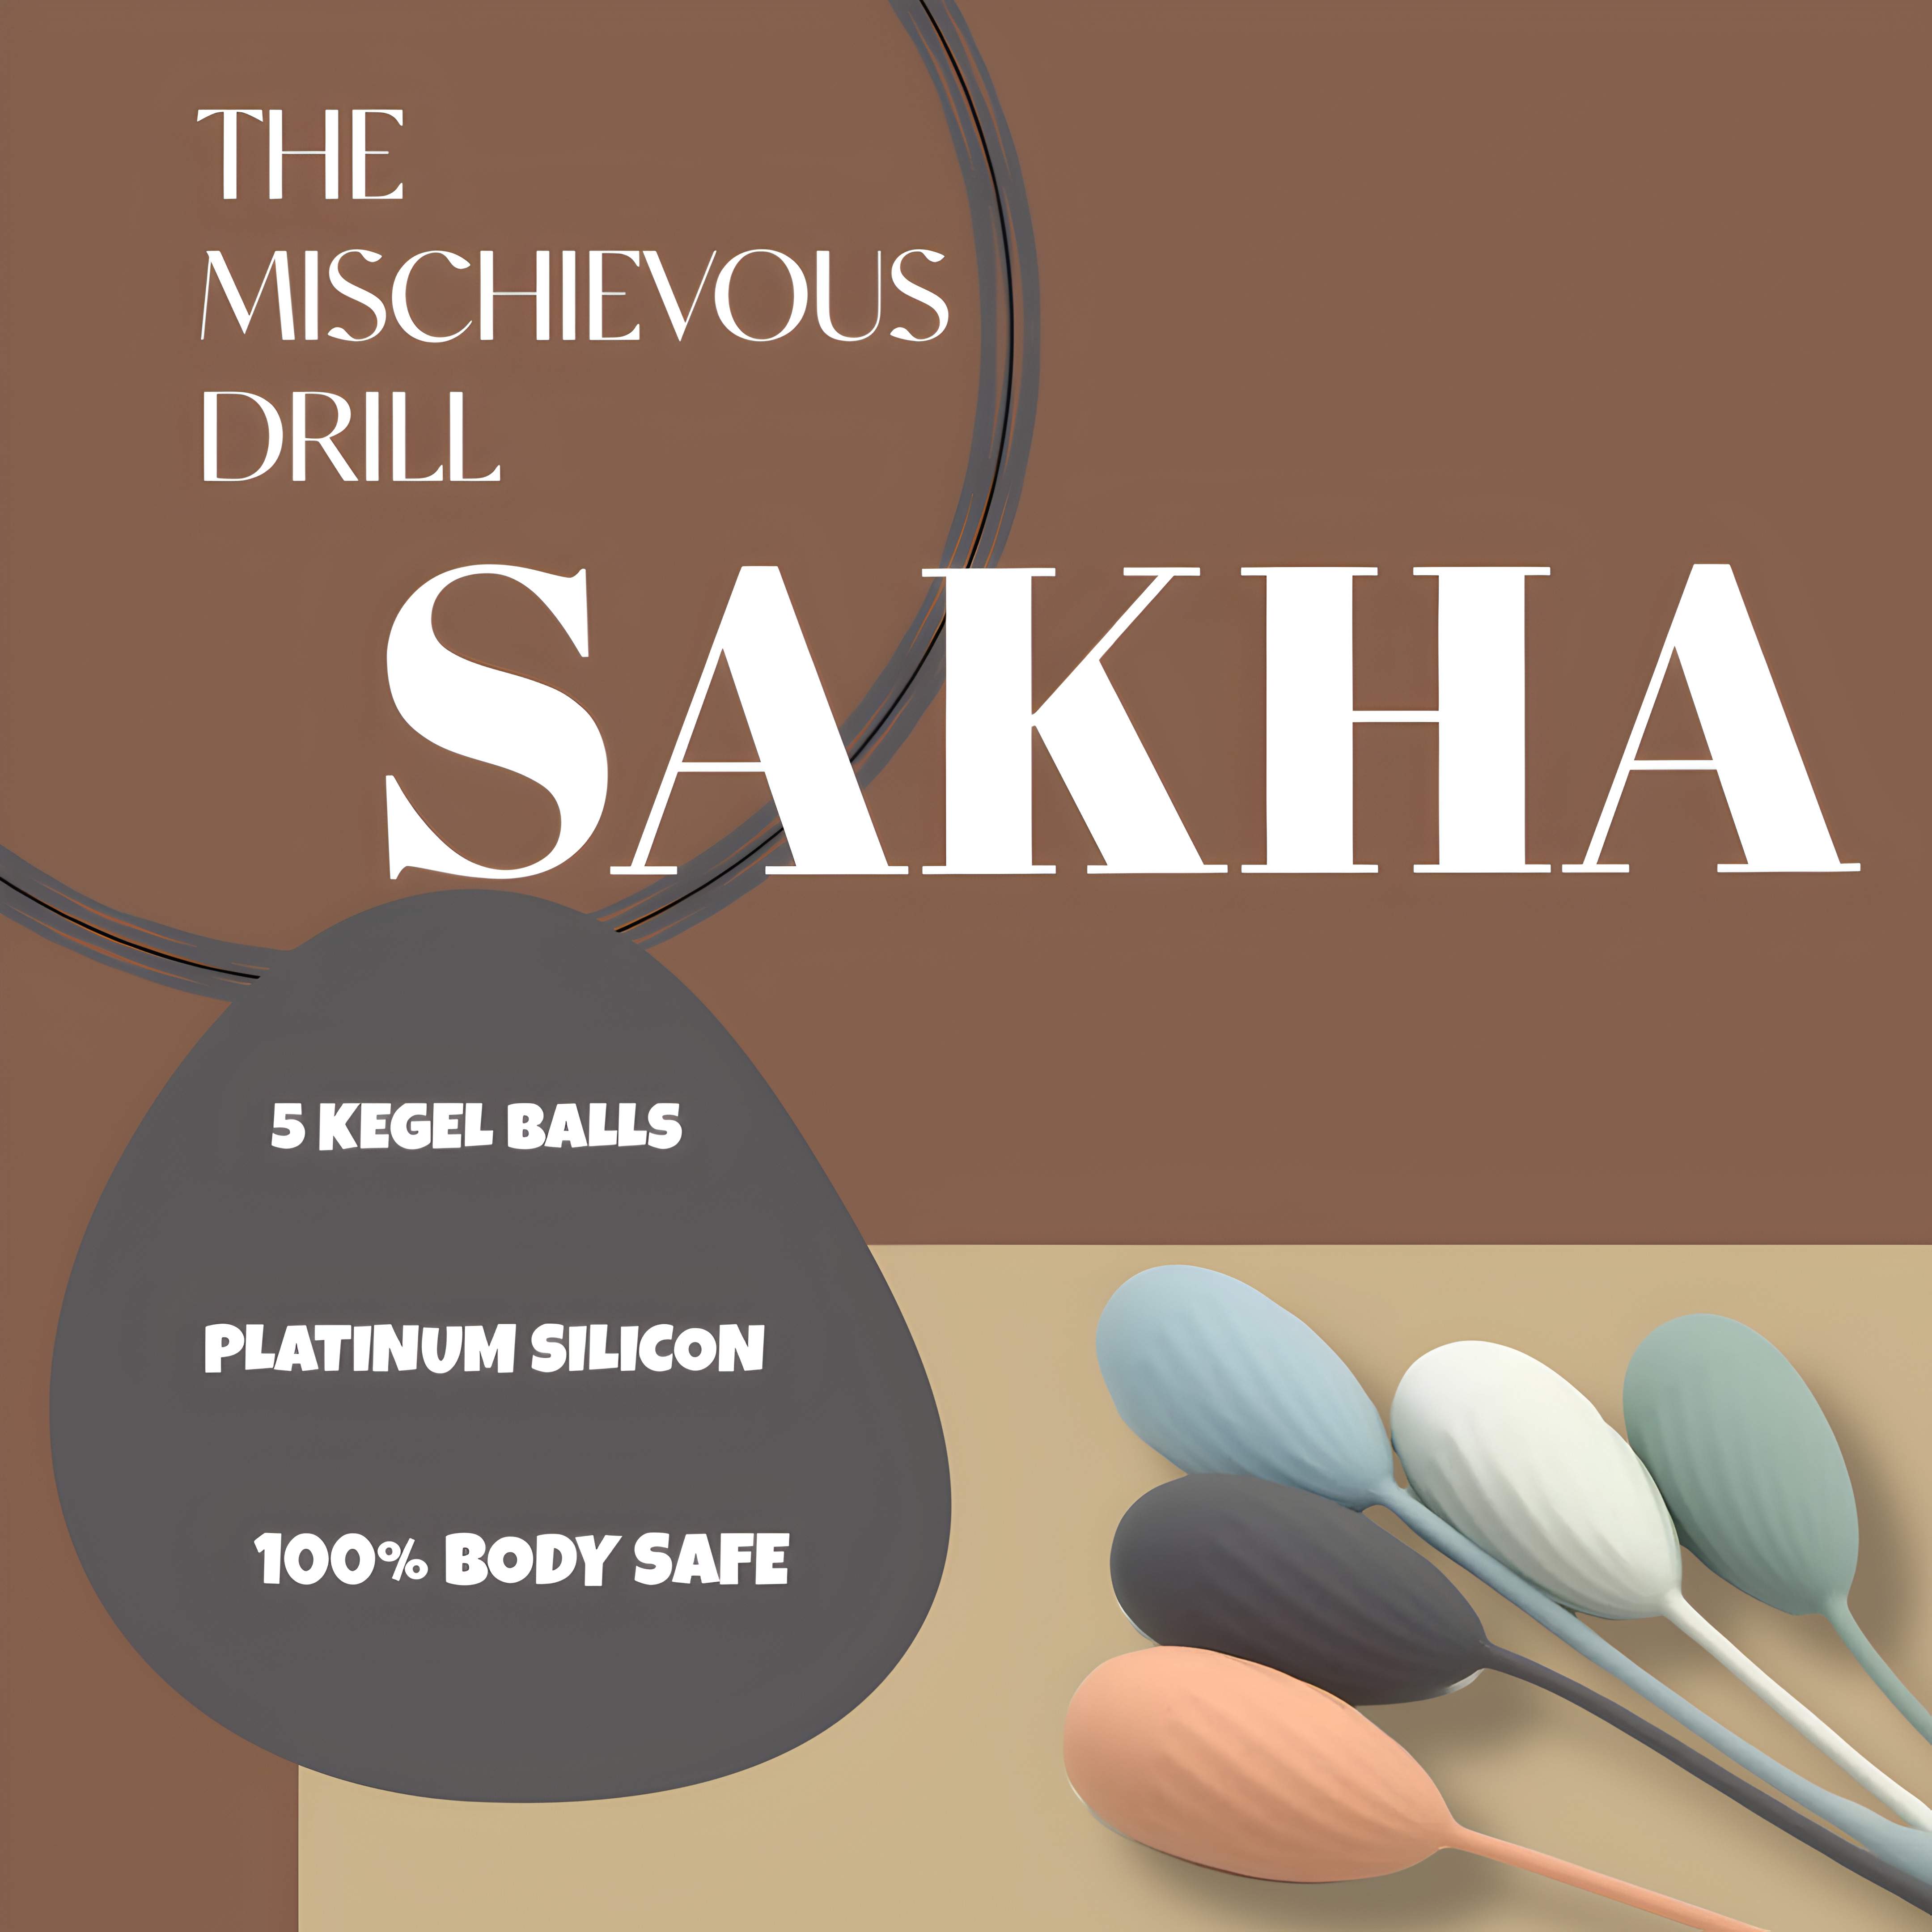 THE
MISCHIEVOUS
DRILL
SAKHA
5 KEGEL BALLS
PLATINUM SILICON
100% BODY SAFE